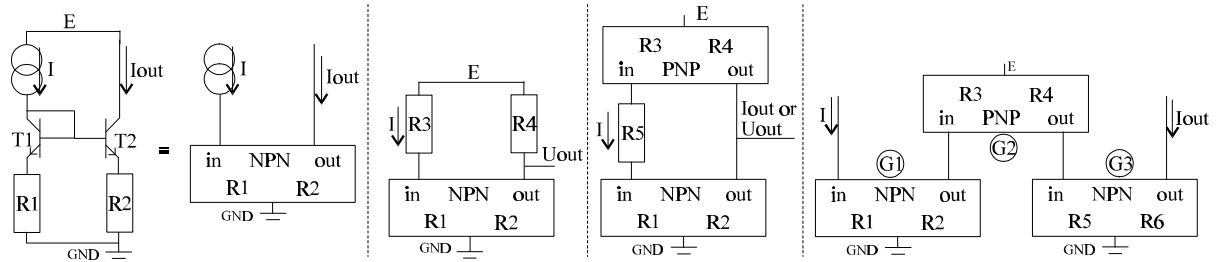 E
I
Iout
T1
T2
R1
R2
GND
≡
I
Iout
in NPN out
R1 R2
GND
E
I
R3
R4
Uout
in NPN out
R1 R2
GND
E
R3 R4
in PNP out
I
R5
Iout or
Uout
in NPN out
R1 R2
GND
E
R3 R4
in PNP out
G2
I
Iout
G1
G3
in NPN out
R1 R2
GND
in NPN out
R5 R6
GND